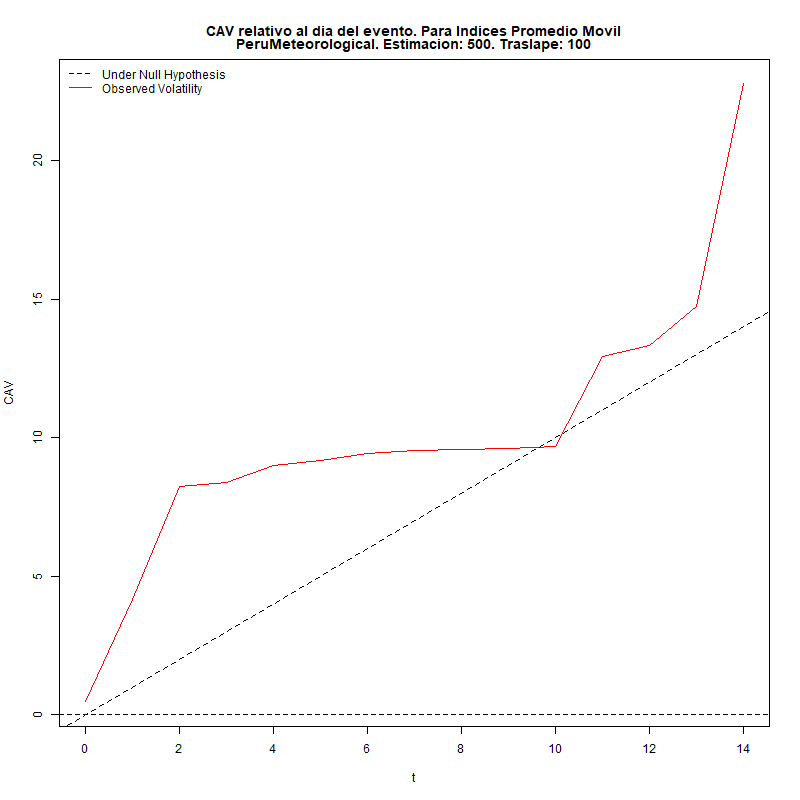 CAV relativo al dia del evento. Para Indices Promedio Movil
PeruMeteorological. Estimacion: 500. Traslape: 100
Under Null Hypothesis
Observed Volatility
20
15
10
5
0
CAV
0 2 4 6 8 10 12 14
t